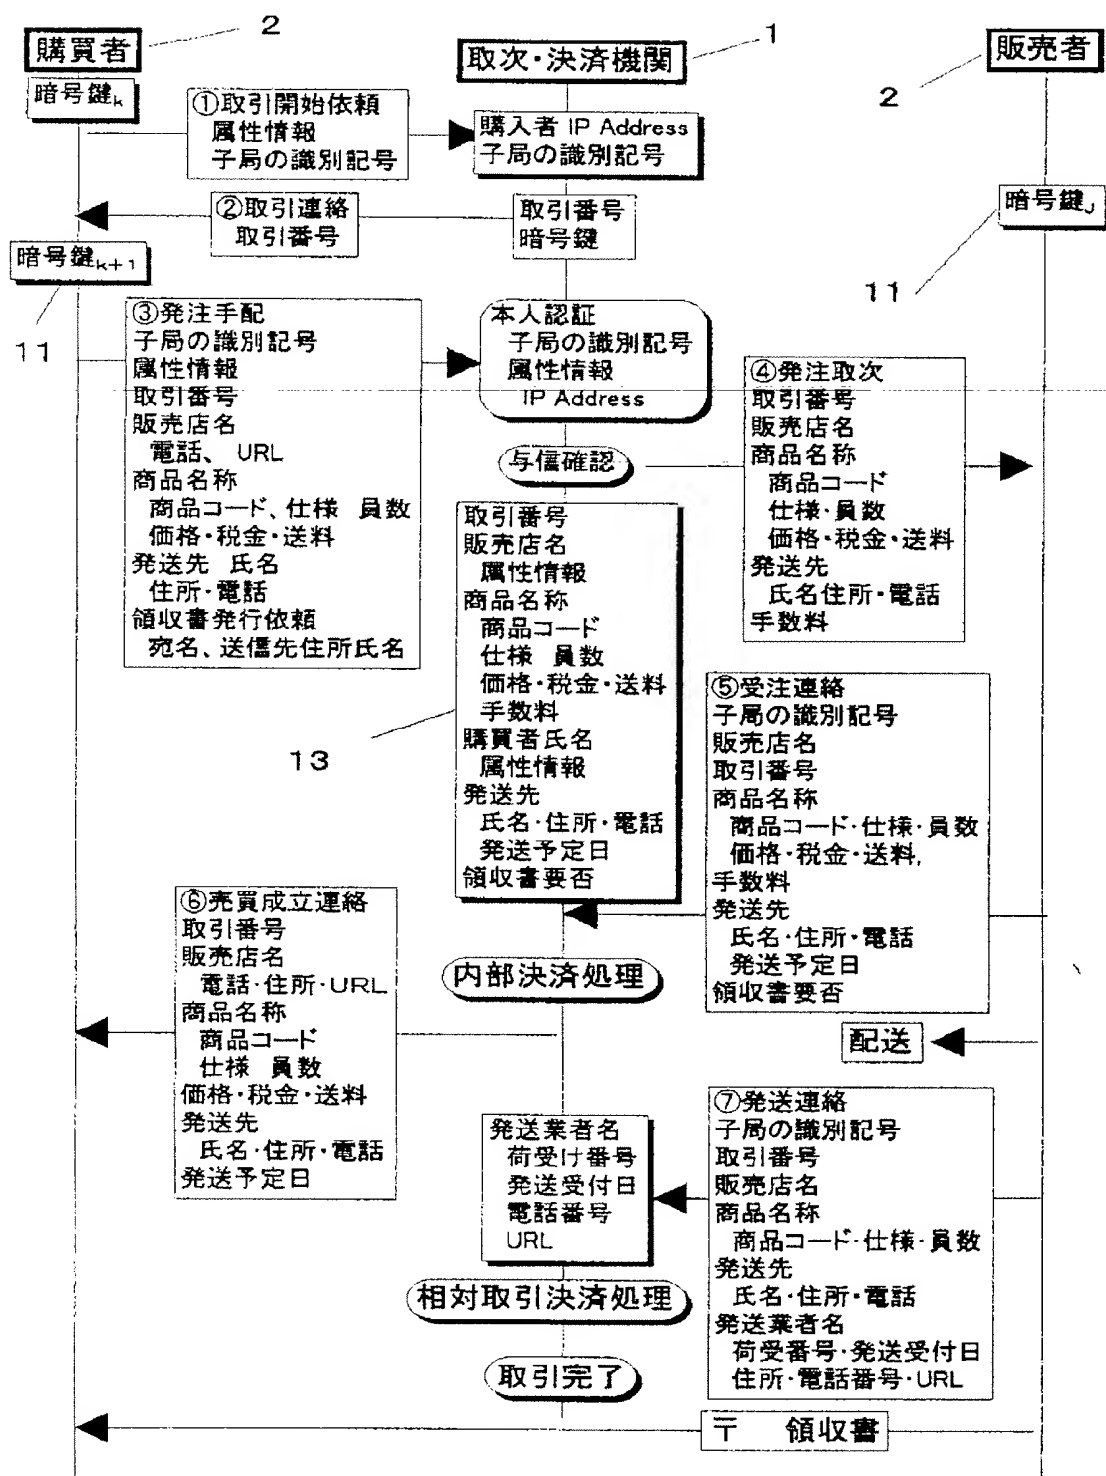 購買者
2
取次・決済機関
1
販売者
2
暗号鍵k
①取引開始依頼
属性情報
子局の識別記号
購入者 IP Address
子局の識別記号
②取引連絡
取引番号
取引番号
暗号鍵
暗号鍵J
11
暗号鍵k+1
11
③発注手配
子局の識別記号
属性情報
取引番号
販売店名
電話、 URL
商品名称
商品コード、仕様 員数
価格・税金・送料
発送先 氏名
住所・電話
領収書発行依頼
宛名、送信先住所氏名
本人認証
子局の識別記号
属性情報
IP Address
与信確認
④発注取次
取引番号
販売店名
商品名称
商品コード
仕様・員数
価格・税金・送料
発送先
氏名住所・電話
手数料
取引番号
販売店名
属性情報
商品名称
商品コード
仕様 員数
価格・税金・送料
手数料
購買者氏名
属性情報
発送先
氏名・住所・電話
発送予定日
領収書要否
13
⑤受注連絡
子局の識別記号
販売店名
取引番号
商品名称
商品コード・仕様・員数
価格・税金・送料,
手数料
発送先
氏名・住所・電話
発送予定日
領収書要否
内部決済処理
⑥売買成立連絡
取引番号
販売店名
電話・住所・URL
商品名称
商品コード
仕様 員数
価格・税金・送料
発送先
氏名・住所・電話
発送予定日
配送
⑦発送連絡
子局の識別記号
取引番号
販売店名
商品名称
商品コード・仕様・員数
発送先
氏名・住所・電話
発送業者名
荷受番号・発送受付日
住所・電話番号・URL
発送業者名
荷受け番号
発送受付日
電話番号
URL
相対取引決済処理
取引完了
〒 領収書